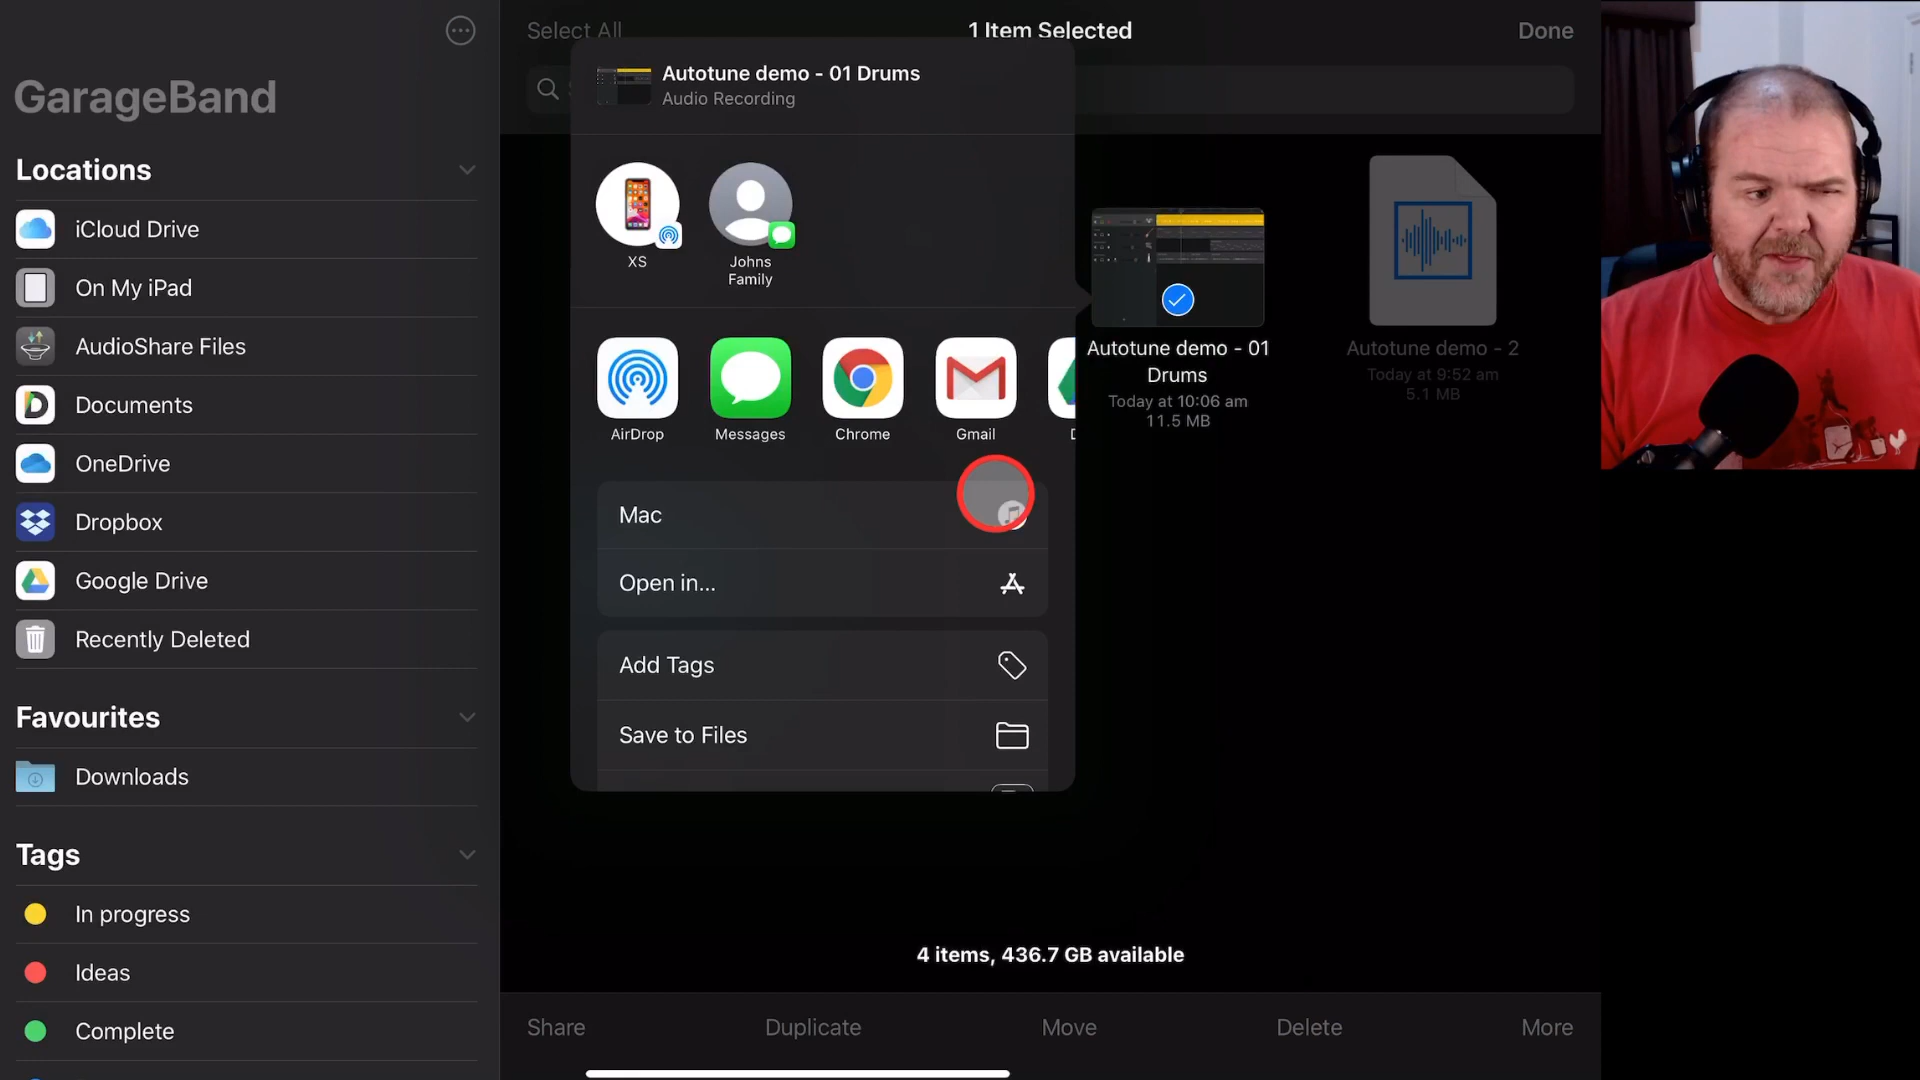 GarageBand
Locations
iCloud Drive
On My iPad
AudioShare Files
Documents
OneDrive
Dropbox
Google Drive
Recently Deleted
Favourites
Downloads
Tags
In progress
Ideas
Complete
Select All
1 Item Selected
Done
Autotune demo - 01 Drums
Audio Recording
XS
Johns
Family
AirDrop
Messages
Chrome
Gmail
Mac
Open in...
Add Tags
Save to Files
Autotune demo - 01
Drums
Today at 10:06 am
11.5 MB
Autotune demo - 2
Today at 9:52 am
5.1 MB
4 items, 436.7 GB available
Share
Duplicate
Move
Delete
More